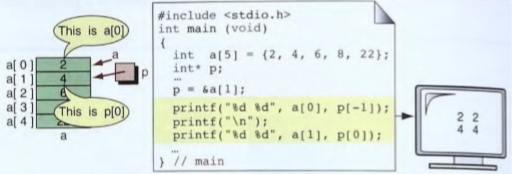 This is a[0]
a
a[0] 2
a[1] 4
p
a[2] 6
a[3]
This is p[0]
a[4]
a
#include <stdio.h>
int main (void)
{
int a[5] = {2, 4, 6, 8, 22};
int* p;
…
p = &a[1];
printf("%d %d", a[0], p[-1]);
printf("\n");
printf("%d %d", a[1], p[0]);
…
} // main
2 2
4 4